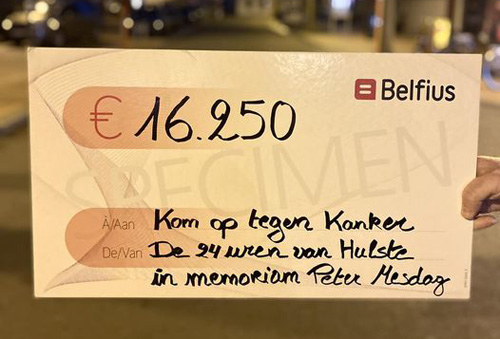 € 16.250
Belfius
SPECIMEN
À/Aan Kom op tegen Kanker
De/Van De 24 uren van Hulste
in memoriam Peter Mesdag